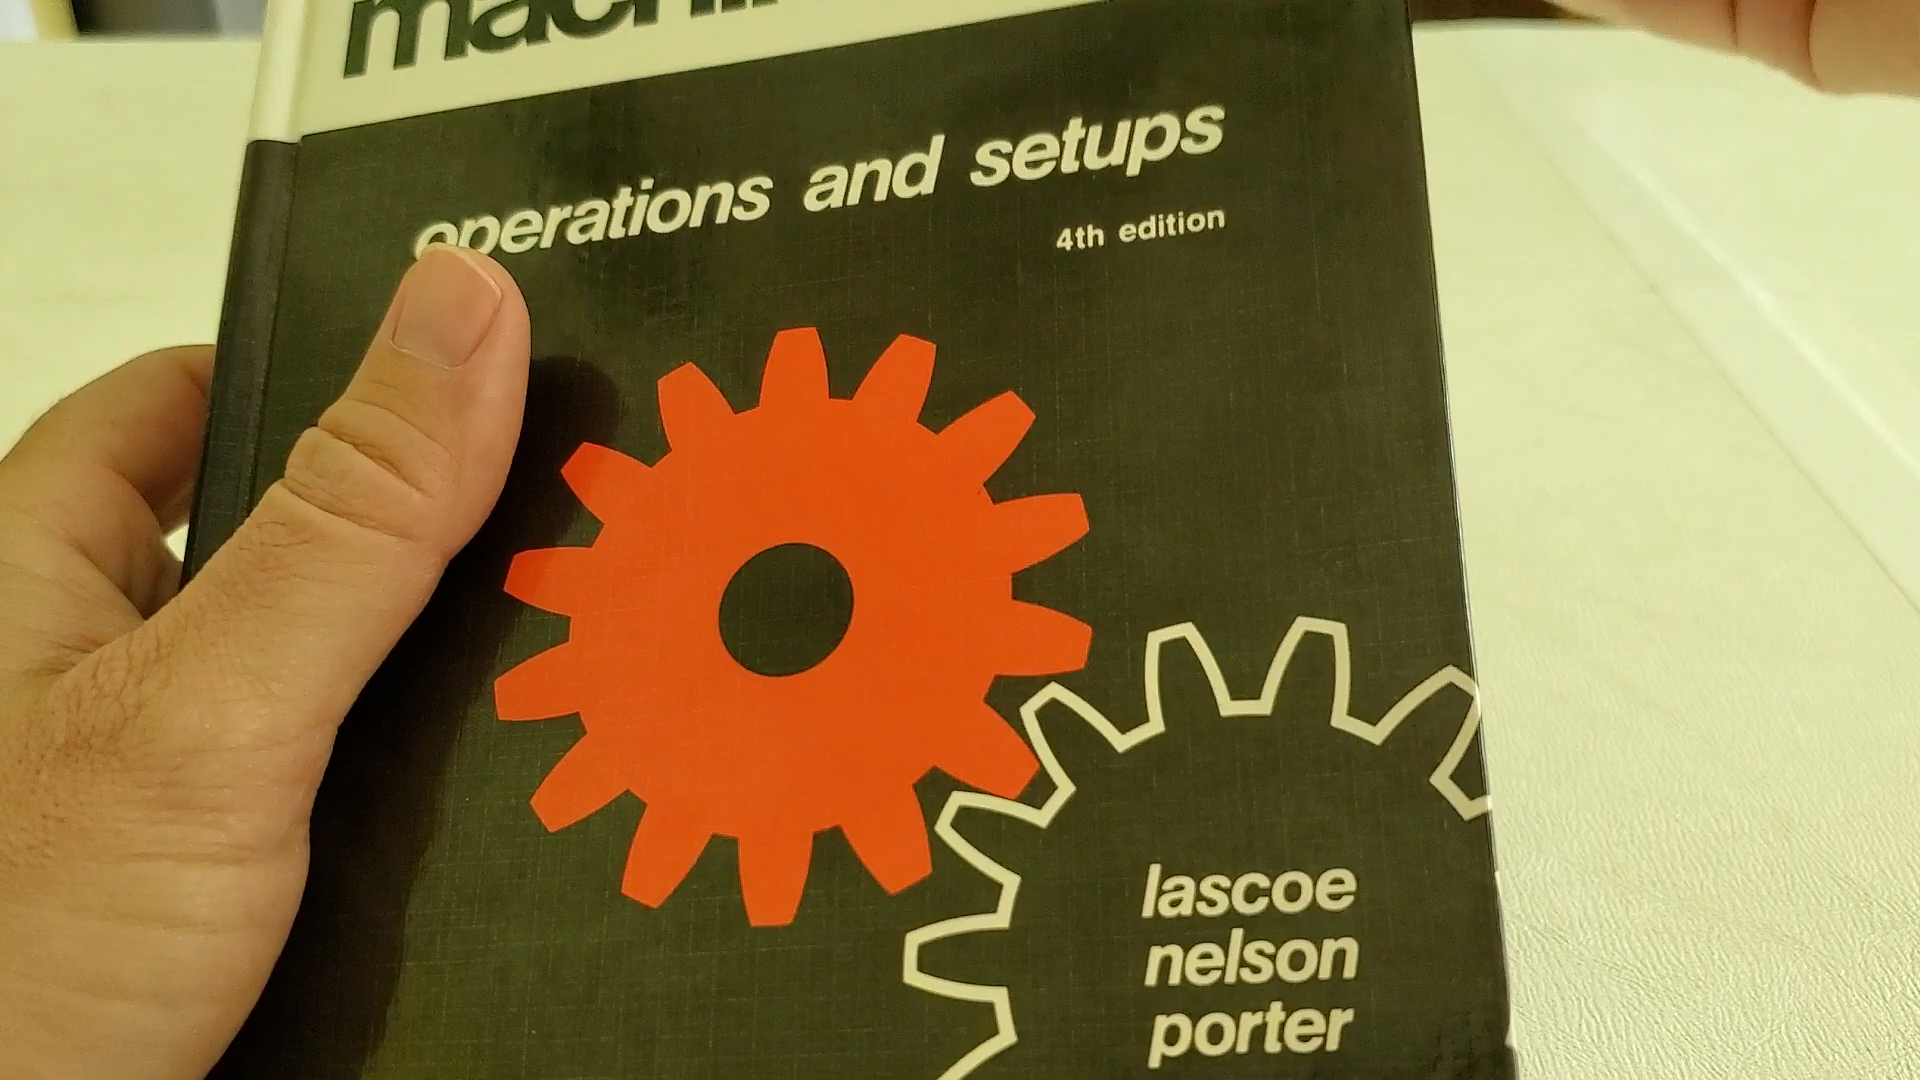 operations and setups
4th edition
lascoe
nelson
porter